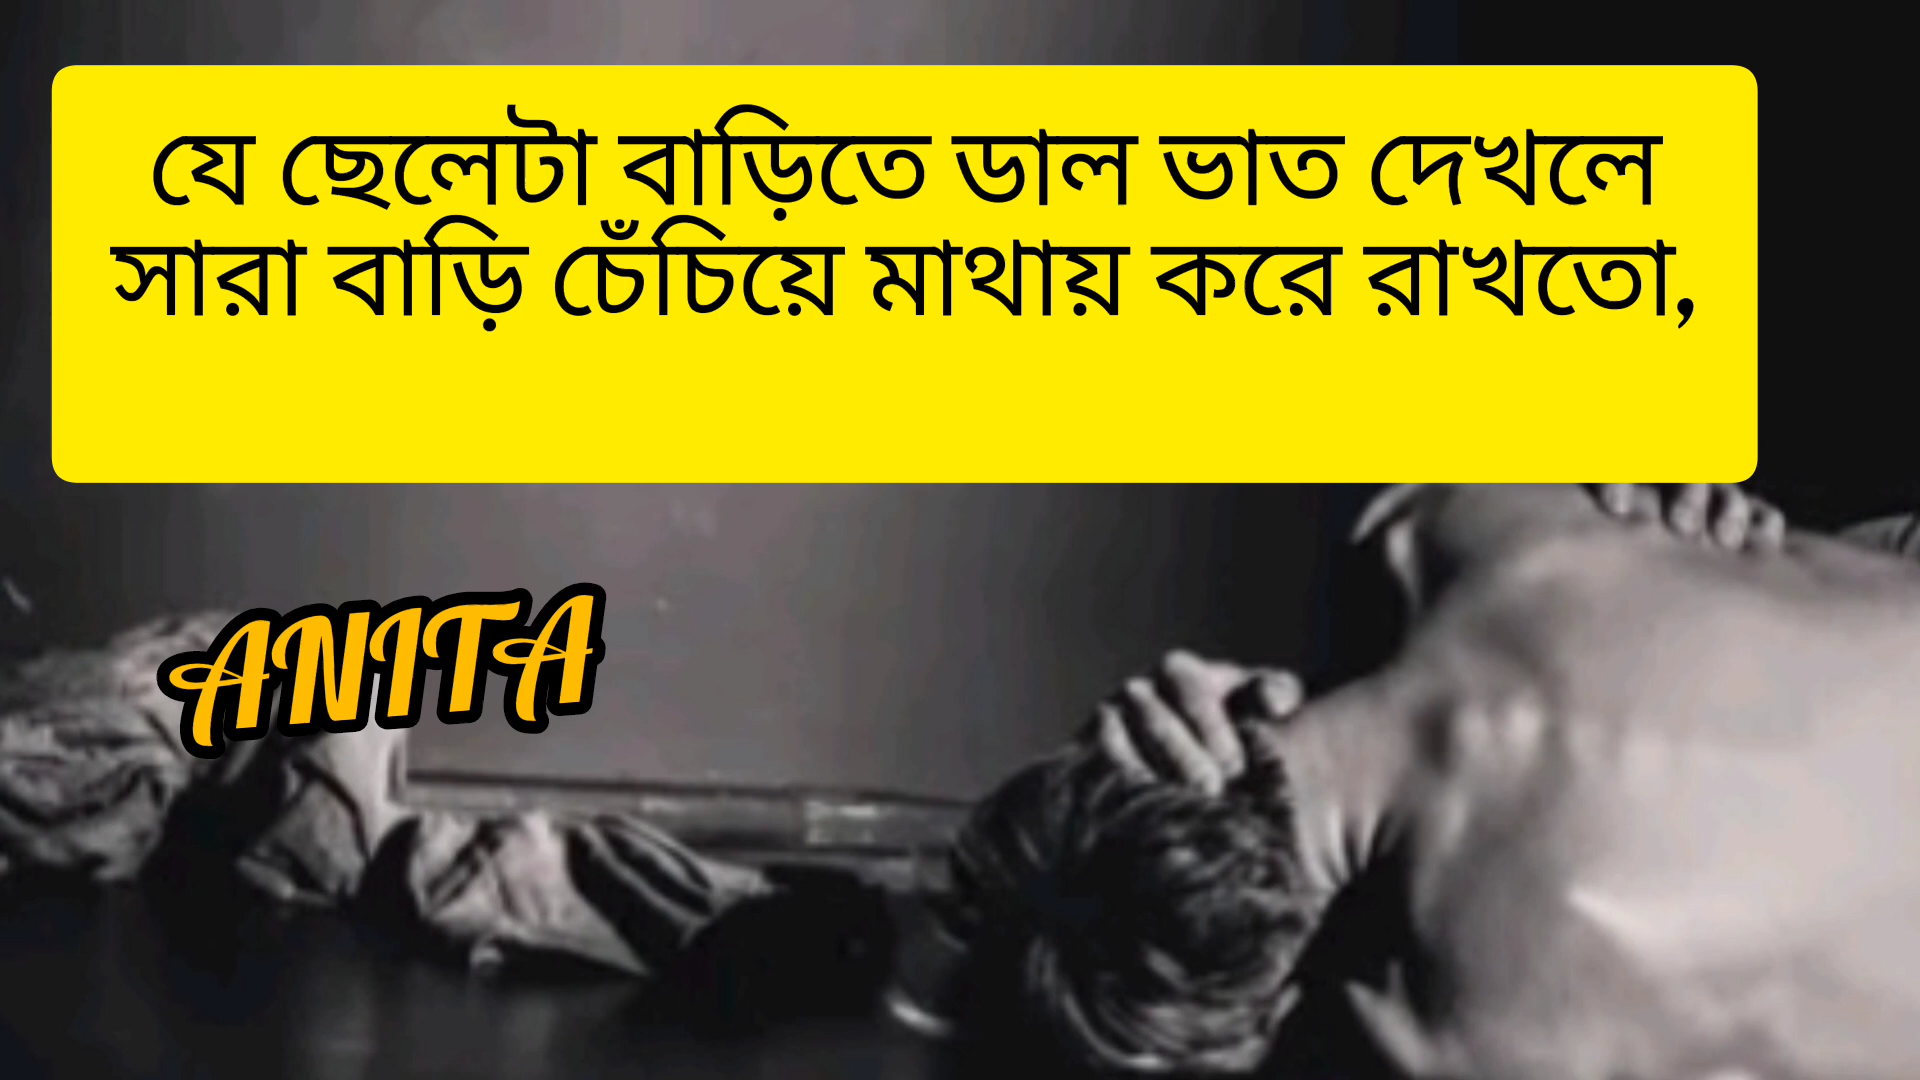 যে ছেলেটা বাড়িতে ডাল ভাত দেখলে
সারা বাড়ি চেঁচিয়ে মাথায় করে রাখতো,
ANITA